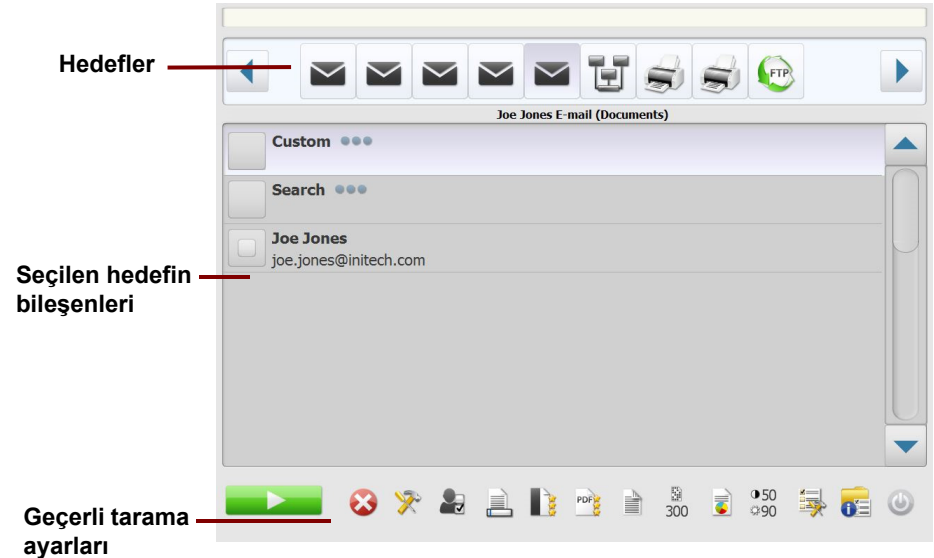 Hedefler
FTP
Joe Jones E-mail (Documents)
Custom
Search
Joe Jones
joe.jones@initech.com
Seçilen hedefin
bileşenleri
Geçerli tarama
ayarları
PDF
300
50
90